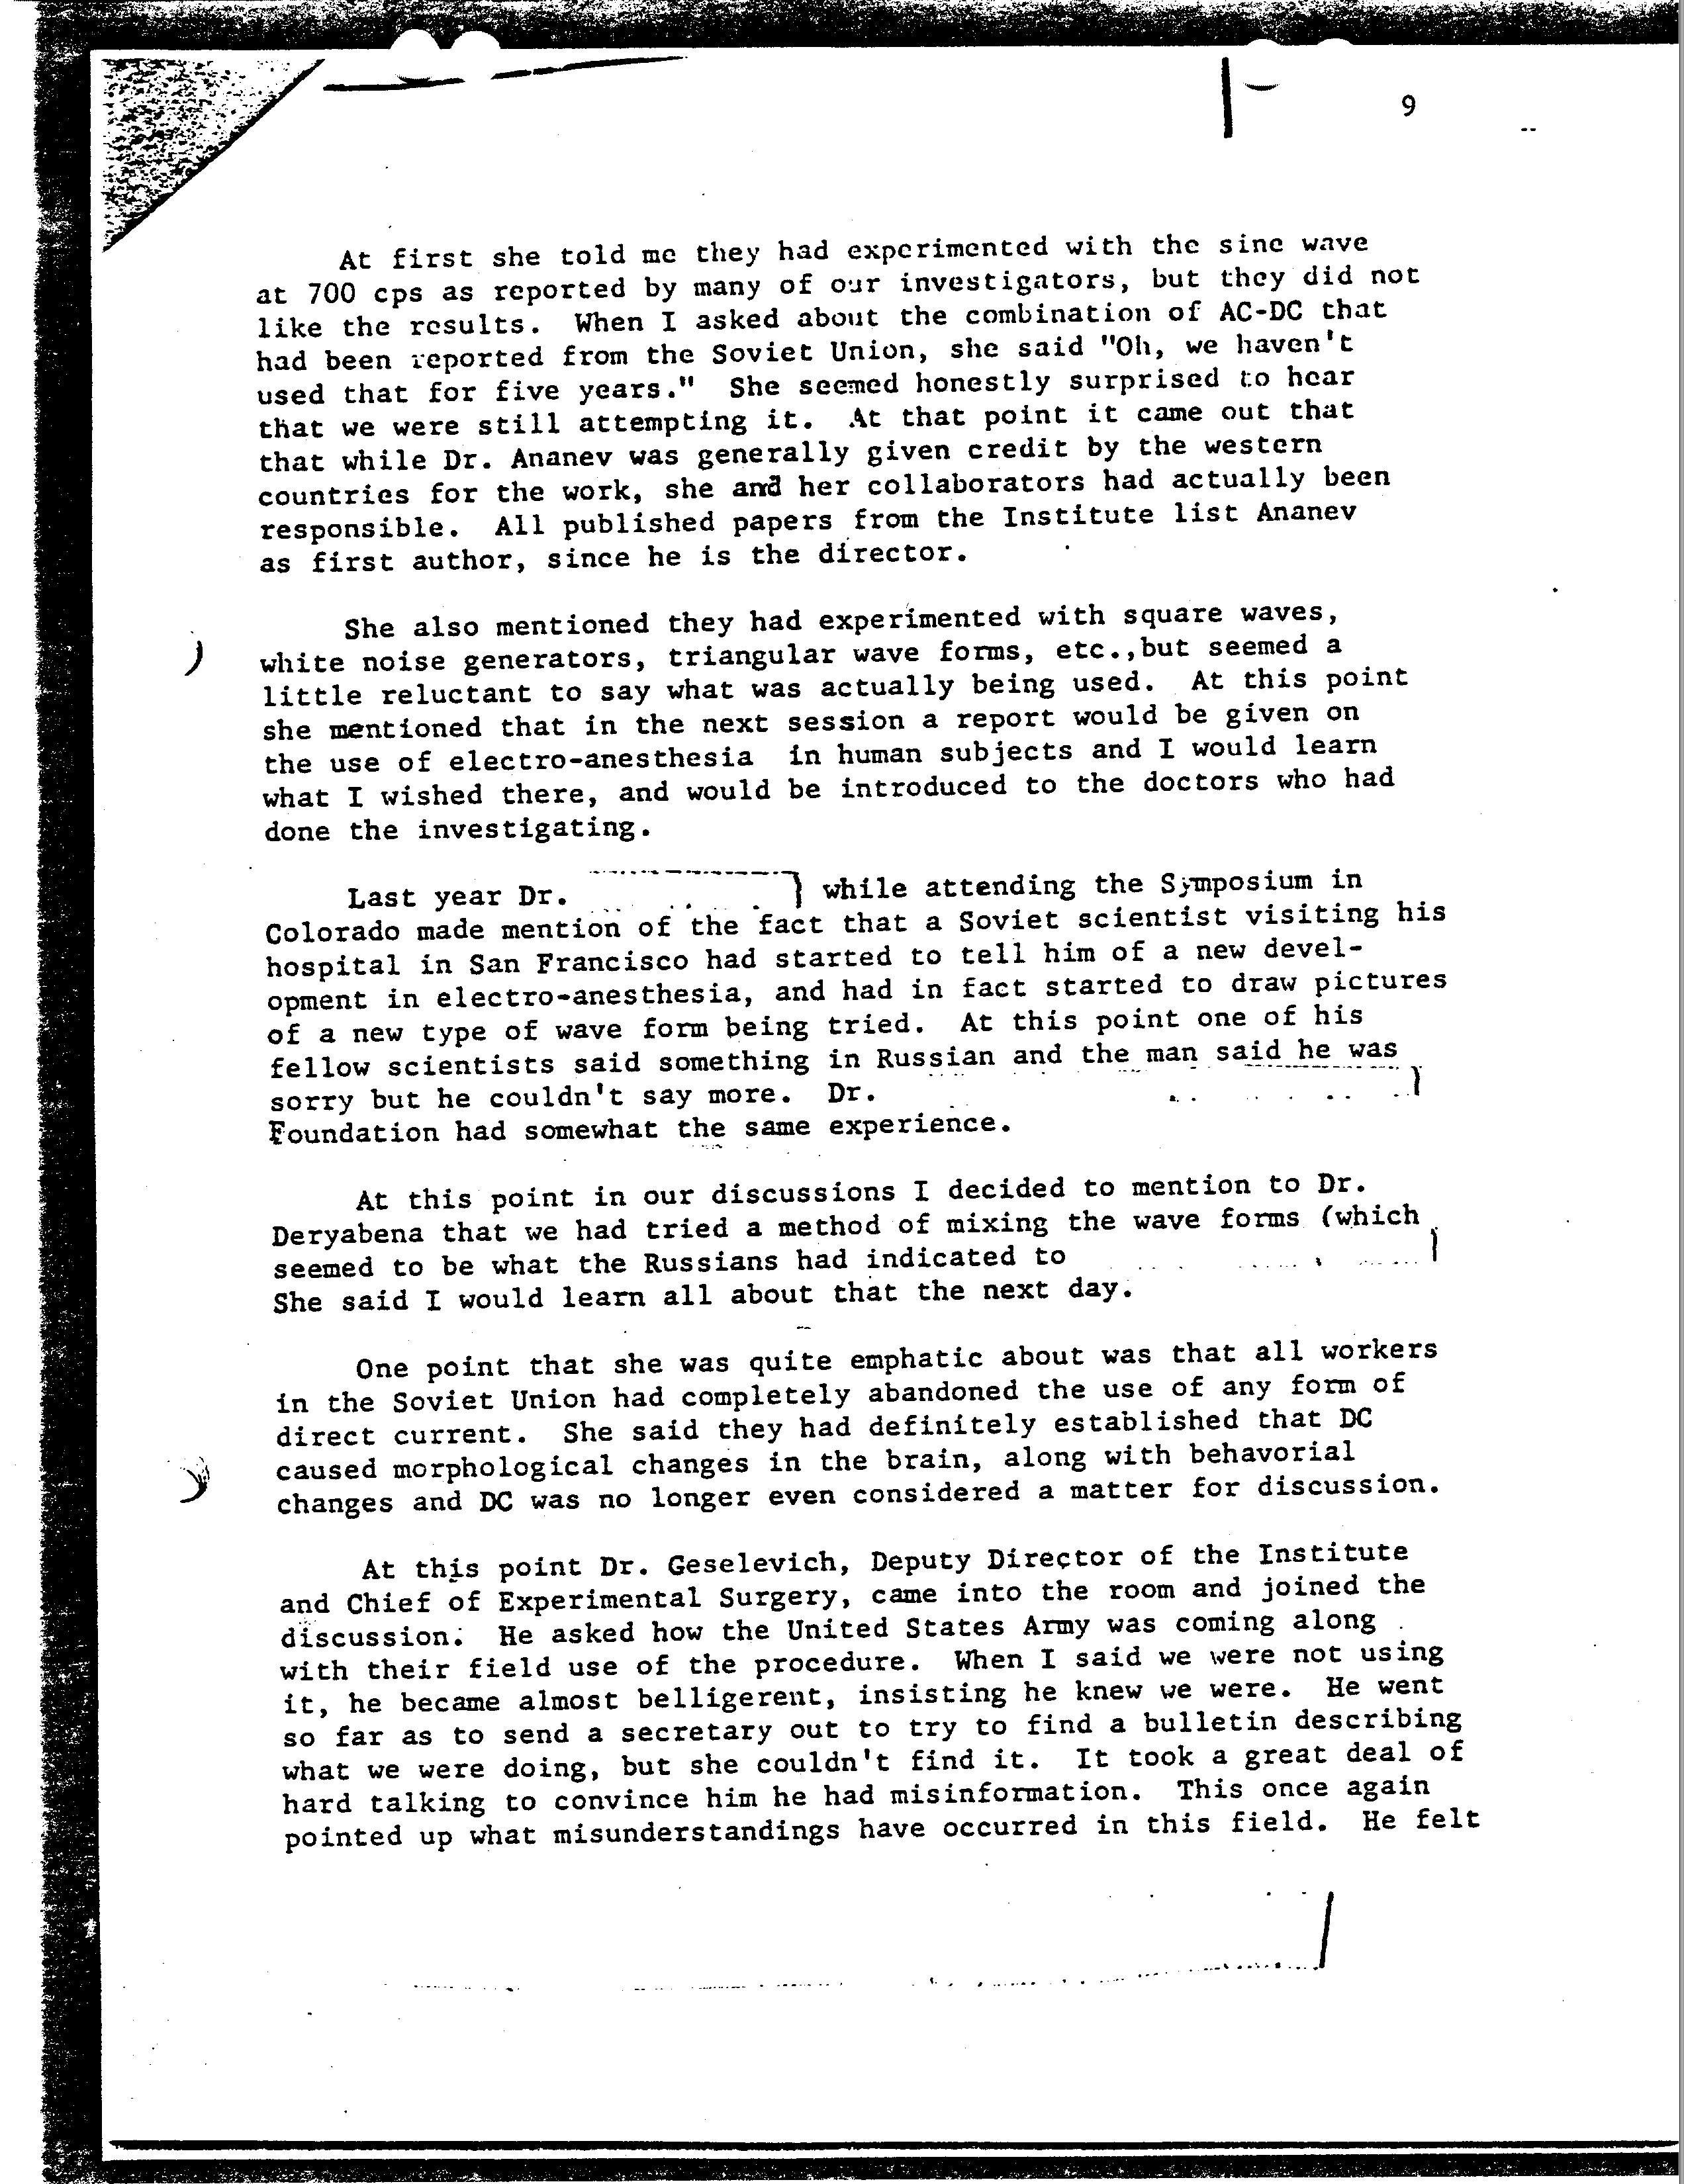 9
At first she told me they had experimented with the sine wave
at 700 cps as reported by many of our investigators, but they did not
like the results. When I asked about the combination of AC-DC that
had been reported from the Soviet Union, she said "Oh, we haven't
used that for five years." She seemed honestly surprised to hear
that we were still attempting it. At that point it came out that
that while Dr. Ananev was generally given credit by the western
countries for the work, she and her collaborators had actually been
responsible. All published papers from the Institute list Ananev
as first author, since he is the director.
She also mentioned they had experimented with square waves,
white noise generators, triangular wave forms, etc.,but seemed a
little reluctant to say what was actually being used. At this point
she mentioned that in the next session a report would be given on
the use of electro-anesthesia in human subjects and I would learn
what I wished there, and would be introduced to the doctors who had
done the investigating.
Last year Dr. while attending the Symposium in
Colorado made mention of the fact that a Soviet scientist visiting his
hospital in San Francisco had started to tell him of a new devel-
opment in electro-anesthesia, and had in fact started to draw pictures
of a new type of wave form being tried. At this point one of his
fellow scientists said something in Russian and the man said he was
sorry but he couldn't say more. Dr.
Foundation had somewhat the same experience.
At this point in our discussions I decided to mention to Dr.
Deryabena that we had tried a method of mixing the wave forms (which
seemed to be what the Russians had indicated to
She said I would learn all about that the next day.
One point that she was quite emphatic about was that all workers
in the Soviet Union had completely abandoned the use of any form of
direct current. She said they had definitely established that DC
caused morphological changes in the brain, along with behavorial
changes and DC was no longer even considered a matter for discussion.
At this point Dr. Geselevich, Deputy Director of the Institute
and Chief of Experimental Surgery, came into the room and joined the
discussion. He asked how the United States Army was coming along
with their field use of the procedure. When I said we were not using
it, he became almost belligerent, insisting he knew we were. He went
so far as to send a secretary out to try to find a bulletin describing
what we were doing, but she couldn't find it. It took a great deal of
hard talking to convince him he had misinformation. This once again
pointed up what misunderstandings have occurred in this field. He felt